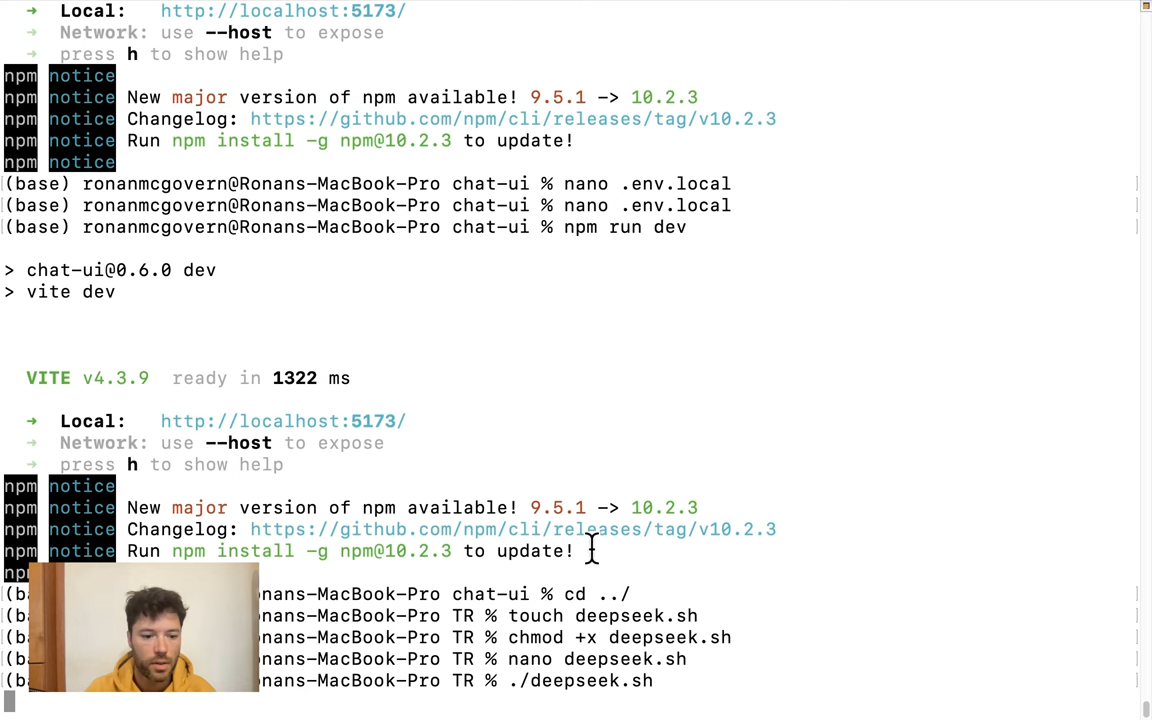 ➜ Local: http://localhost:5173/
➜ Network: use --host to expose
➜ press h to show help
npm notice
npm notice New major version of npm available! 9.5.1 -> 10.2.3
npm notice Changelog: https://github.com/npm/cli/releases/tag/v10.2.3
npm notice Run npm install -g npm@10.2.3 to update!
npm notice
(base) ronanmcgovern@Ronans-MacBook-Pro chat-ui % nano .env.local
(base) ronanmcgovern@Ronans-MacBook-Pro chat-ui % nano .env.local
(base) ronanmcgovern@Ronans-MacBook-Pro chat-ui % npm run dev
> chat-ui@0.6.0 dev
> vite dev
VITE v4.3.9 ready in 1322 ms
➜ Local: http://localhost:5173/
➜ Network: use --host to expose
➜ press h to show help
npm notice
npm notice New major version of npm available! 9.5.1 -> 10.2.3
npm notice Changelog: https://github.com/npm/cli/releases/tag/v10.2.3
npm notice Run npm install -g npm@10.2.3 to update!
np
(ba onans-MacBook-Pro chat-ui % cd ../
(ba onans-MacBook-Pro TR % touch deepseek.sh
(ba onans-MacBook-Pro TR % chmod +x deepseek.sh
(ba onans-MacBook-Pro TR % nano deepseek.sh
(ba onans-MacBook-Pro TR % ./deepseek.sh